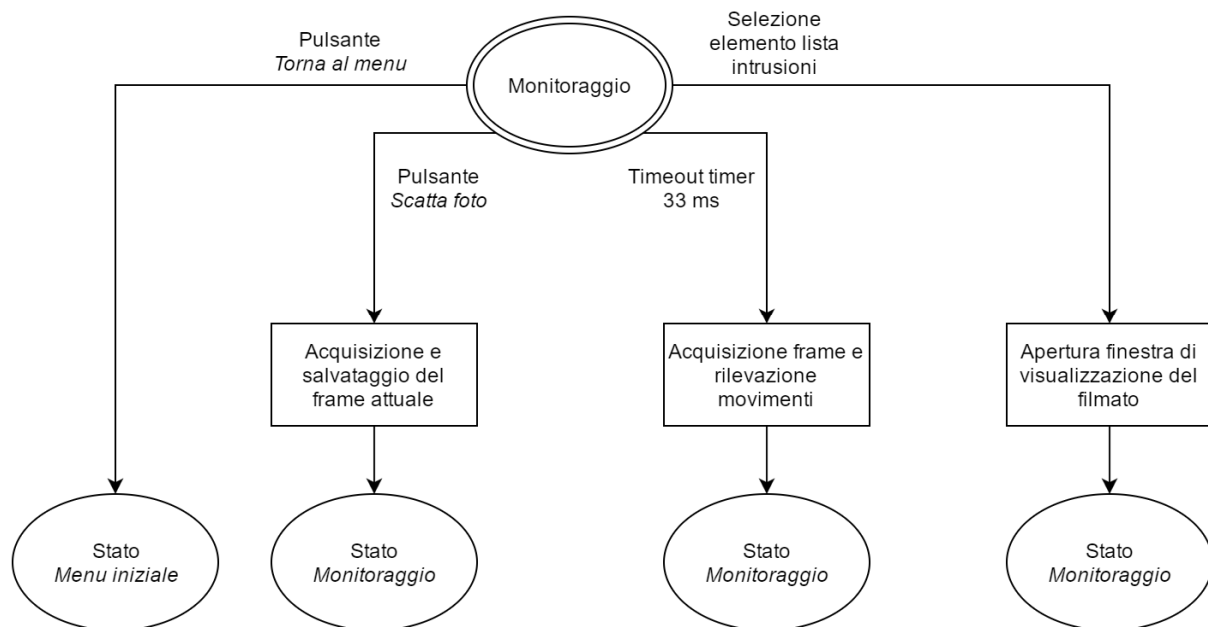 Pulsante
Torna al menu
Monitoraggio
Selezione
elemento lista
intrusioni
Pulsante
Scatta foto
Timeout timer
33 ms
Acquisizione e
salvataggio del
frame attuale
Acquisizione frame e
rilevazione
movimenti
Apertura finestra di
visualizzazione del
filmato
Stato
Menu iniziale
Stato
Monitoraggio
Stato
Monitoraggio
Stato
Monitoraggio